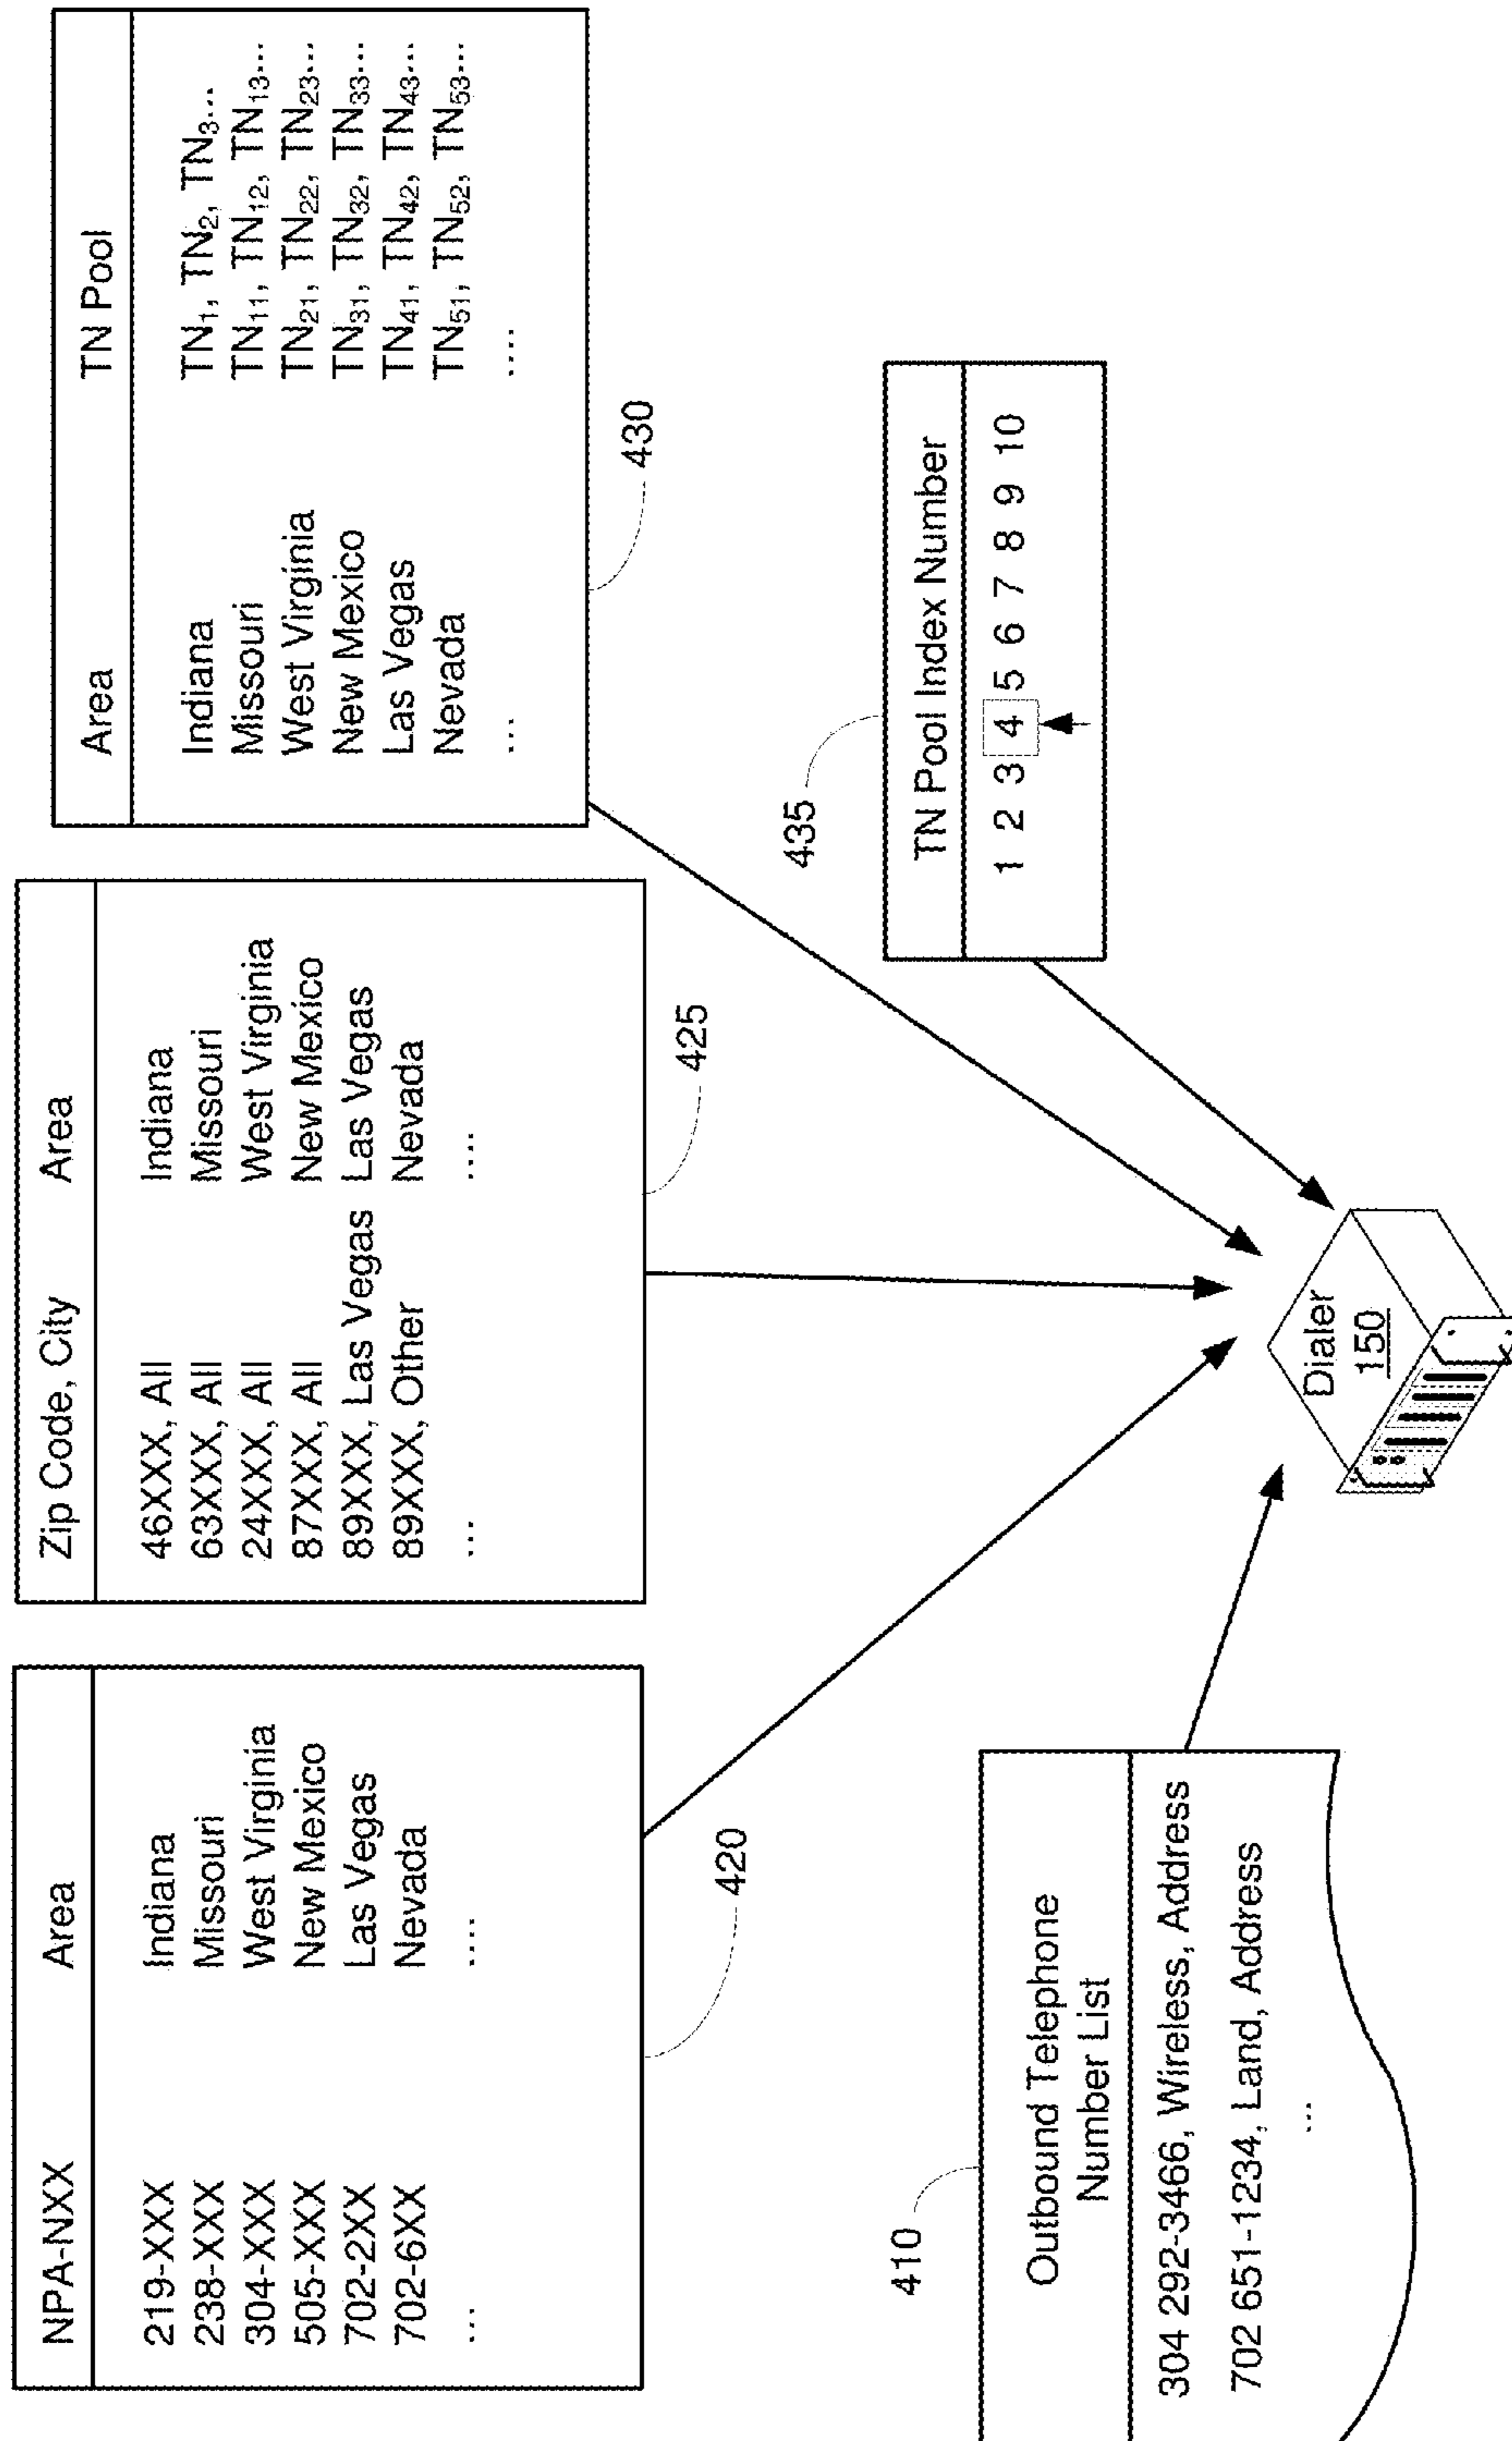 NPA-NXX Area
219-XXX Indiana
238-XXX Missouri
304-XXX West Virginia
505-XXX New Mexico
702-2XX Las Vegas
702-6XX Nevada
... ....
420
Zip Code, City Area
46XXX, All Indiana
63XXX, All Missouri
24XXX, All West Virginia
87XXX, All New Mexico
89XXX, Las Vegas Las Vegas
89XXX, Other Nevada
... ....
425
Area TN Pool
Indiana TN₁, TN₂, TN₃...
Missouri TN₁₁, TN₁₂, TN₁₃...
West Virginia TN₂₁, TN₂₂, TN₂₃...
New Mexico TN₃₁, TN₃₂, TN₃₃...
Las Vegas TN₄₁, TN₄₂, TN₄₃...
Nevada TN₅₁, TN₅₂, TN₅₃...
... ....
430
410
Outbound Telephone
Number List
304 292-3466, Wireless, Address
702 651-1234, Land, Address
...
435
TN Pool Index Number
1 2 3 4 5 6 7 8 9 10
Dialer
150